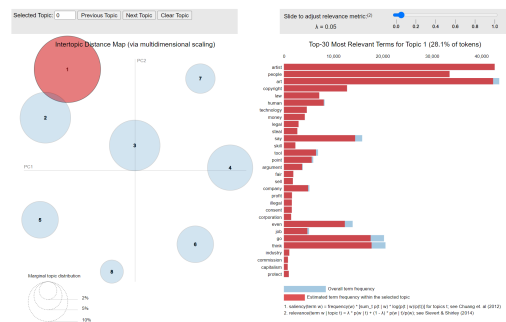 Selected Topic: 0 Previous Topic Next Topic Clear Topic
Slide to adjust relevance metric:(2)
λ = 0.05
0.0 0.2 0.4 0.6 0.8 1.0
Intertopic Distance Map (via multidimensional scaling)
PC2
PC1
1
2
3
4
5
6
7
8
Marginal topic distribution
2%
5%
10%
Top-30 Most Relevant Terms for Topic 1 (28.1% of tokens)
0 10,000 20,000 30,000 40,000
artist
people
art
copyright
law
human
technology
money
legal
steal
say
skill
tool
point
argument
fair
sell
company
profit
illegal
consent
corporation
even
job
go
think
industry
commission
capitalism
protect
Overall term frequency
Estimated term frequency within the selected topic
1. saliency(term w) = frequency(w) * [sum_t p(t | w) * log(p(t | w)/p(t))] for topics t; see Chuang et. al (2012)
2. relevance(term w | topic t) = λ * p(w | t) + (1 - λ) * p(w | t)/p(w); see Sievert & Shirley (2014)